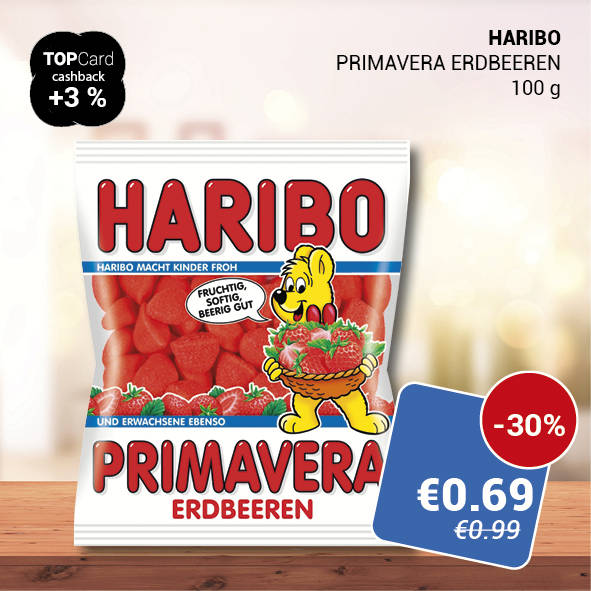 TOPCard
cashback
+3 %
HARIBO
PRIMAVERA ERDBEEREN
100 g
HARIBO
HARIBO MACHT KINDER FROH
FRUCHTIG,
SOFTIG,
BEERIG GUT
UND ERWACHSENE EBENSO
PRIMAVERA
ERDBEEREN
-30%
€0.69
€0.99